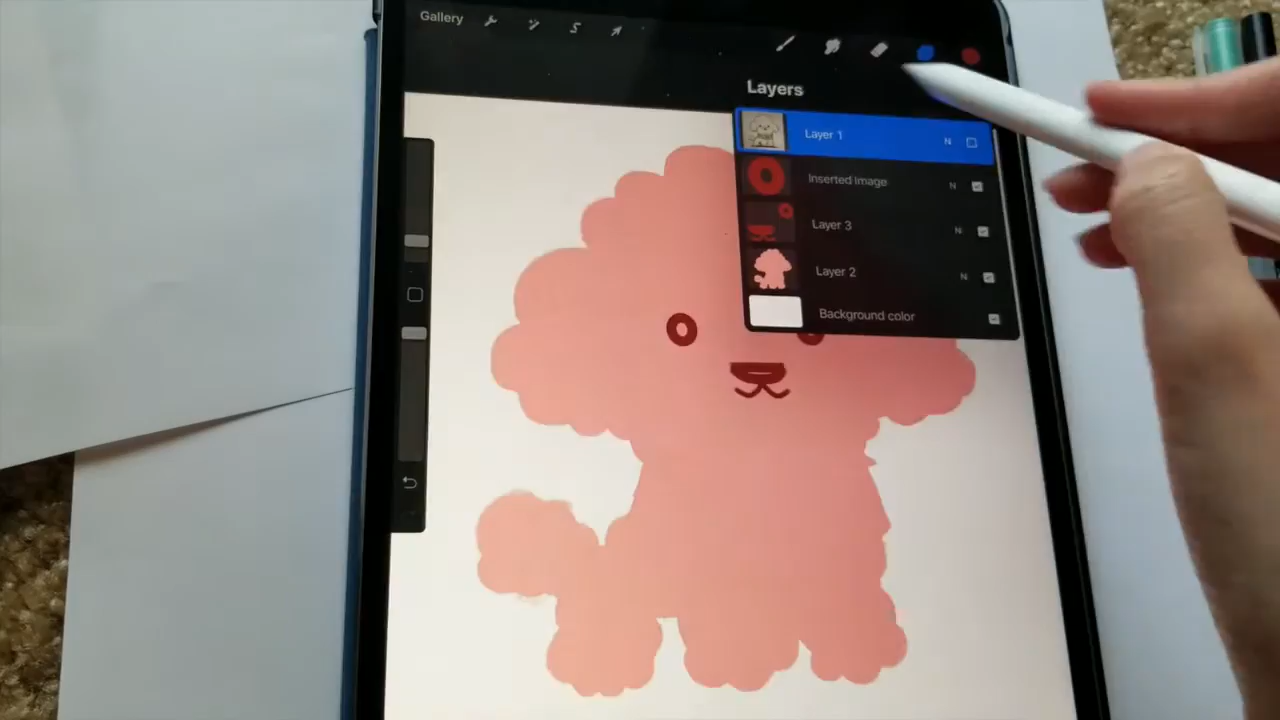 Gallery
Layers
Layer 1 N
Inserted Image N
Layer 3 N
Layer 2 N
Background color